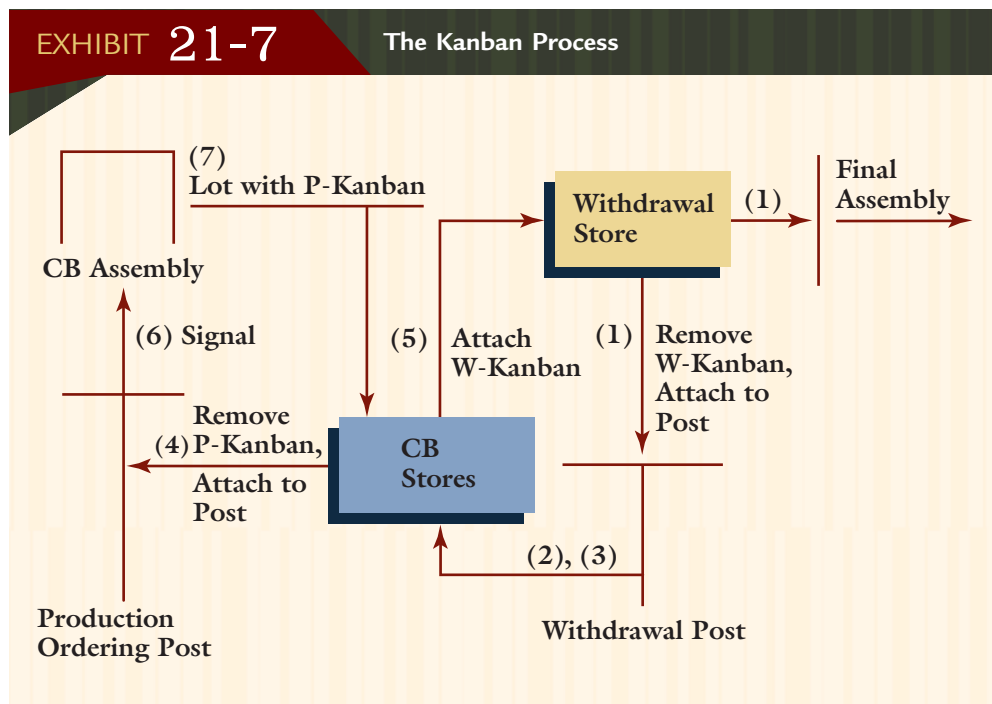 EXHIBIT 21-7
The Kanban Process
(7)
Lot with P-Kanban
CB Assembly
(6) Signal
Withdrawal
Store
(1)
Final
Assembly
(5)
Attach
W-Kanban
(1)
Remove
W-Kanban,
Attach to
Post
Remove
(4) P-Kanban,
Attach to
Post
CB
Stores
(2), (3)
Production
Ordering Post
Withdrawal Post